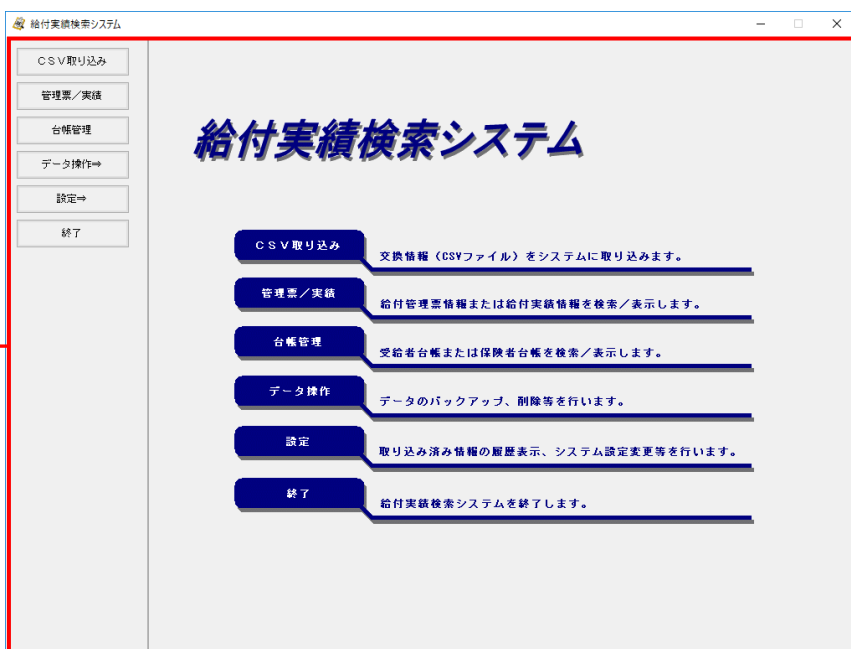 給付実績検索システム
CSV取り込み
管理票／実績
台帳管理
データ操作⇒
設定⇒
終了
給付実績検索システム
CSV取り込み
交換情報（CSVファイル）をシステムに取り込みます。
管理票／実績
給付管理票情報または給付実績情報を検索／表示します。
台帳管理
受給者台帳または保険者台帳を検索／表示します。
データ操作
データのバックアップ、削除等を行います。
設定
取り込み済み情報の履歴表示、システム設定変更等を行います。
終了
給付実績検索システムを終了します。